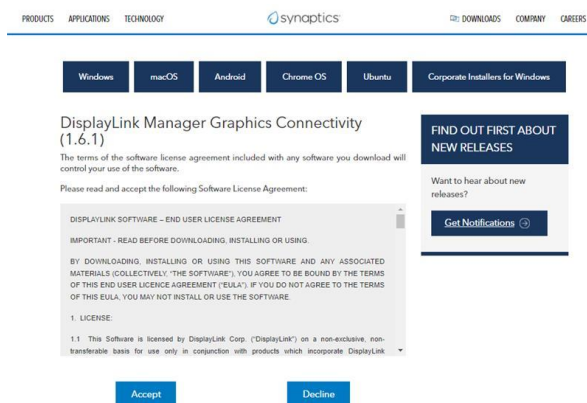 PRODUCTS APPLICATIONS TECHNOLOGY synaptics DOWNLOADS COMPANY CAREERS
Windows macOS Android Chrome OS Ubuntu Corporate Installers for Windows
DisplayLink Manager Graphics Connectivity
(1.6.1)
The terms of the software license agreement included with any software you download will
control your use of the software.
Please read and accept the following Software License Agreement:
DISPLAYLINK SOFTWARE – END USER LICENSE AGREEMENT
IMPORTANT - READ BEFORE DOWNLOADING, INSTALLING OR USING.
BY DOWNLOADING, INSTALLING OR USING THIS SOFTWARE AND ANY ASSOCIATED
MATERIALS (COLLECTIVELY, "THE SOFTWARE"), YOU AGREE TO BE BOUND BY THE TERMS
OF THIS END USER LICENCE AGREEMENT ("EULA"). IF YOU DO NOT AGREE TO THE TERMS
OF THIS EULA, YOU MAY NOT INSTALL OR USE THE SOFTWARE.
1. LICENSE:
1.1 This Software is licensed by DisplayLink Corp. ("DisplayLink") on a non-exclusive, non-
transferable basis for use only in conjunction with products which incorporate DisplayLink
Accept Decline
FIND OUT FIRST ABOUT
NEW RELEASES
Want to hear about new
releases?
Get Notifications